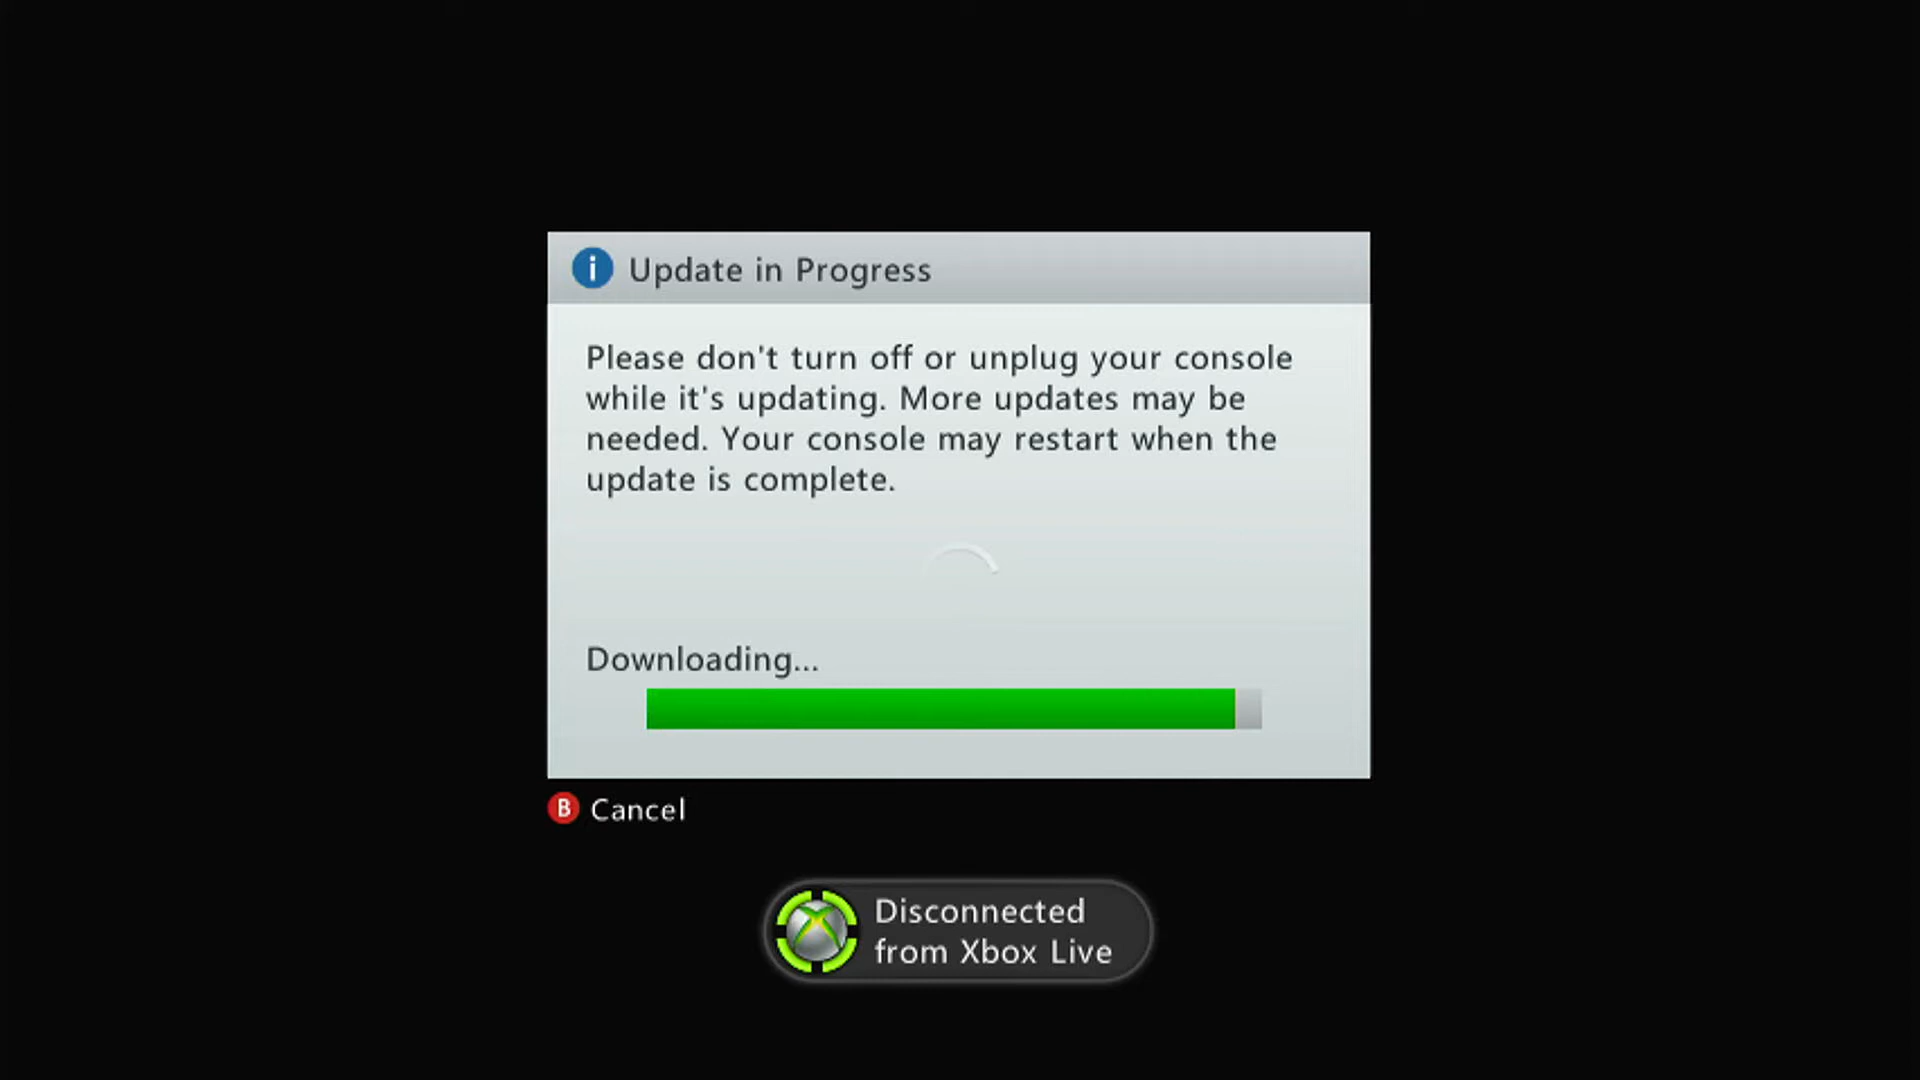 Update in Progress
Please don't turn off or unplug your console
while it's updating. More updates may be
needed. Your console may restart when the
update is complete.
Downloading...
B Cancel
Disconnected
from Xbox Live